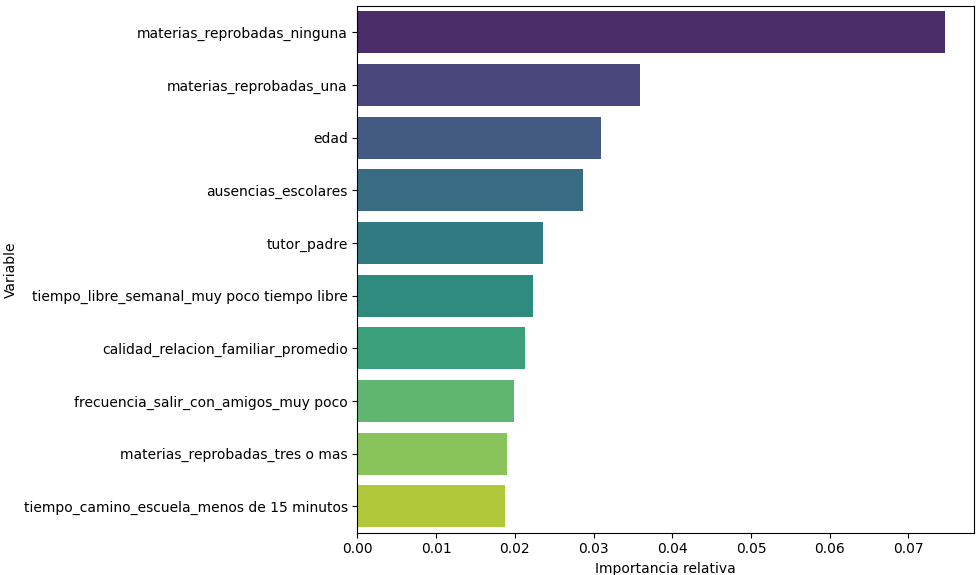 materias_reprobadas_ninguna
materias_reprobadas_una
edad
ausencias_escolares
tutor_padre
tiempo_libre_semanal_muy poco tiempo libre
calidad_relacion_familiar_promedio
frecuencia_salir_con_amigos_muy poco
materias_reprobadas_tres o mas
tiempo_camino_escuela_menos de 15 minutos
Variable
0.00 0.01 0.02 0.03 0.04 0.05 0.06 0.07
Importancia relativa